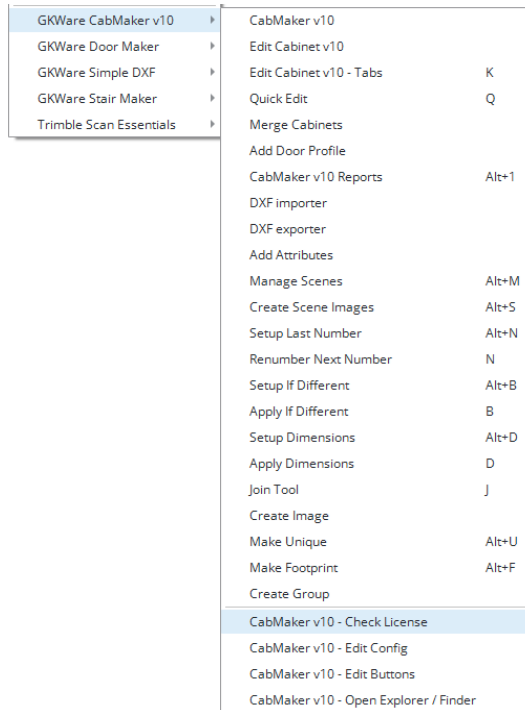 GKWare CabMaker v10
GKWare Door Maker
GKWare Simple DXF
GKWare Stair Maker
Trimble Scan Essentials
CabMaker v10
Edit Cabinet v10
Edit Cabinet v10 - Tabs K
Quick Edit Q
Merge Cabinets
Add Door Profile
CabMaker v10 Reports Alt+1
DXF importer
DXF exporter
Add Attributes
Manage Scenes Alt+M
Create Scene Images Alt+S
Setup Last Number Alt+N
Renumber Next Number N
Setup If Different Alt+B
Apply If Different B
Setup Dimensions Alt+D
Apply Dimensions D
Join Tool J
Create Image
Make Unique Alt+U
Make Footprint Alt+F
Create Group
CabMaker v10 - Check License
CabMaker v10 - Edit Config
CabMaker v10 - Edit Buttons
CabMaker v10 - Open Explorer / Finder